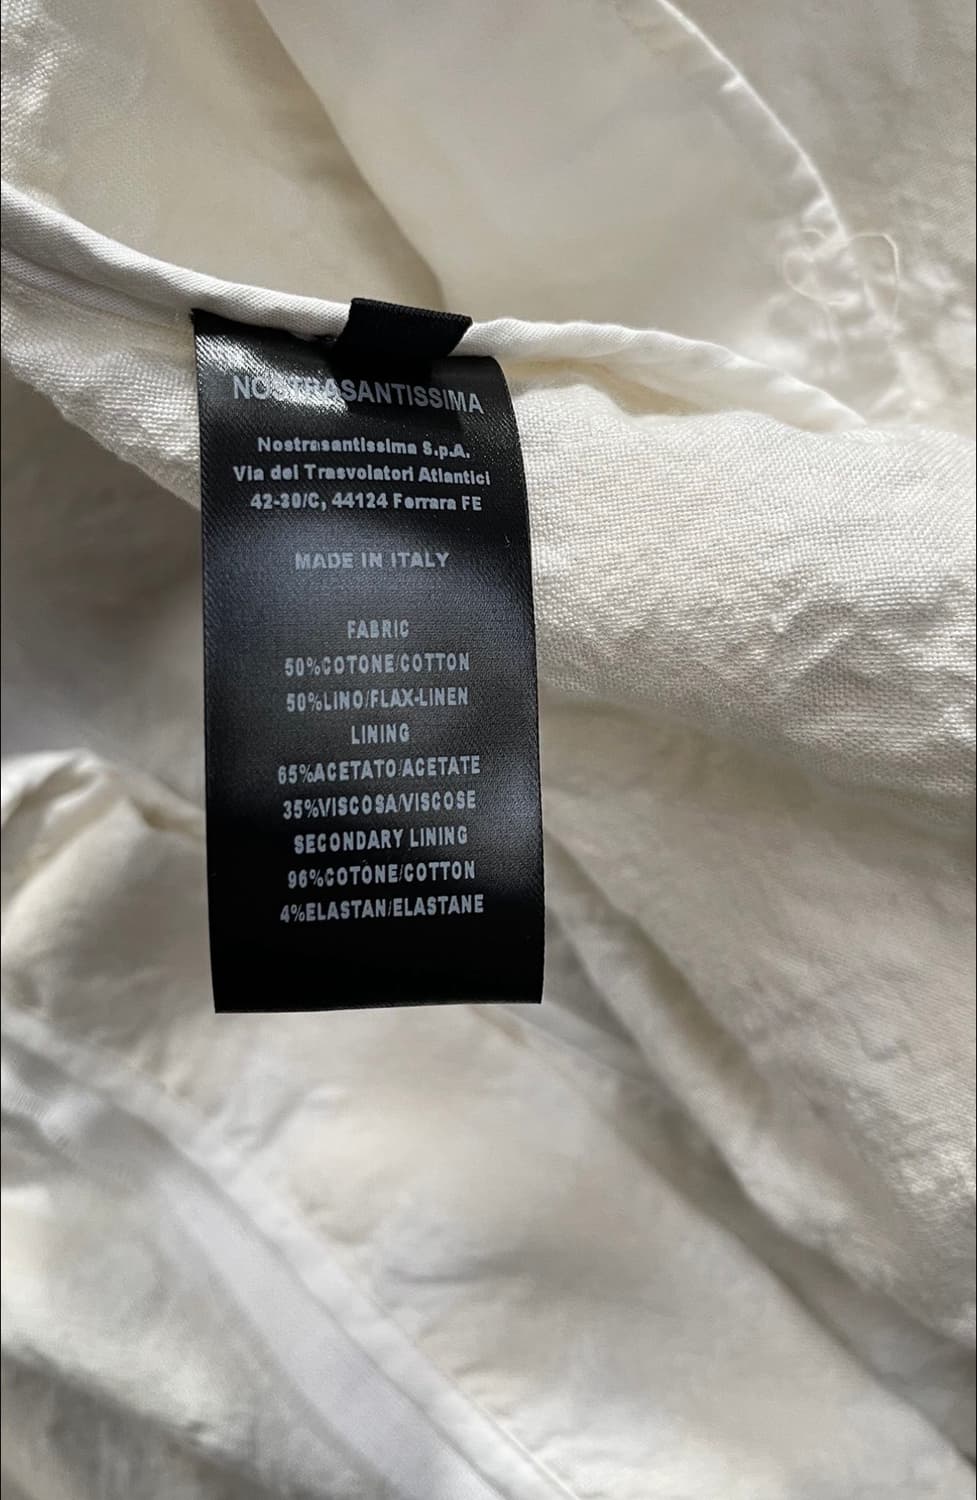 NOSTRASANTISSIMA
Nostrasantissima S.p.A.
Via dei Trasvolatori Atlantici
42-30/C, 44124 Ferrara FE
MADE IN ITALY
FABRIC
50%COTONE/COTTON
50%LINO/FLAX-LINEN
LINING
65%ACETATO/ACETATE
35%VISCOSA/VISCOSE
SECONDARY LINING
96%COTONE/COTTON
4%ELASTAN/ELASTANE